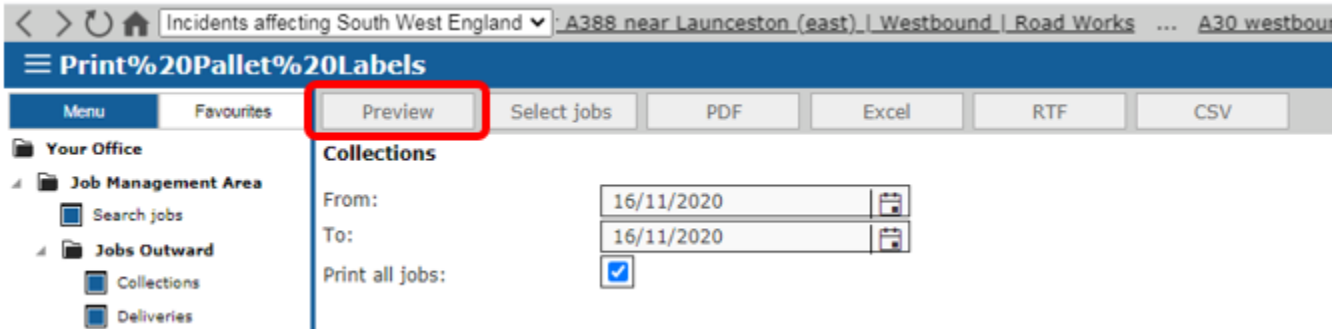 Incidents affecting South West England : A388 near Launceston (east) | Westbound | Road Works ... A30 westbour
Print%20Pallet%20Labels
Menu Favourites Preview Select jobs PDF Excel RTF CSV
Your Office
Collections
Job Management Area
From: 16/11/2020
Search jobs
To: 16/11/2020
Jobs Outward
Print all jobs:
Collections
Deliveries